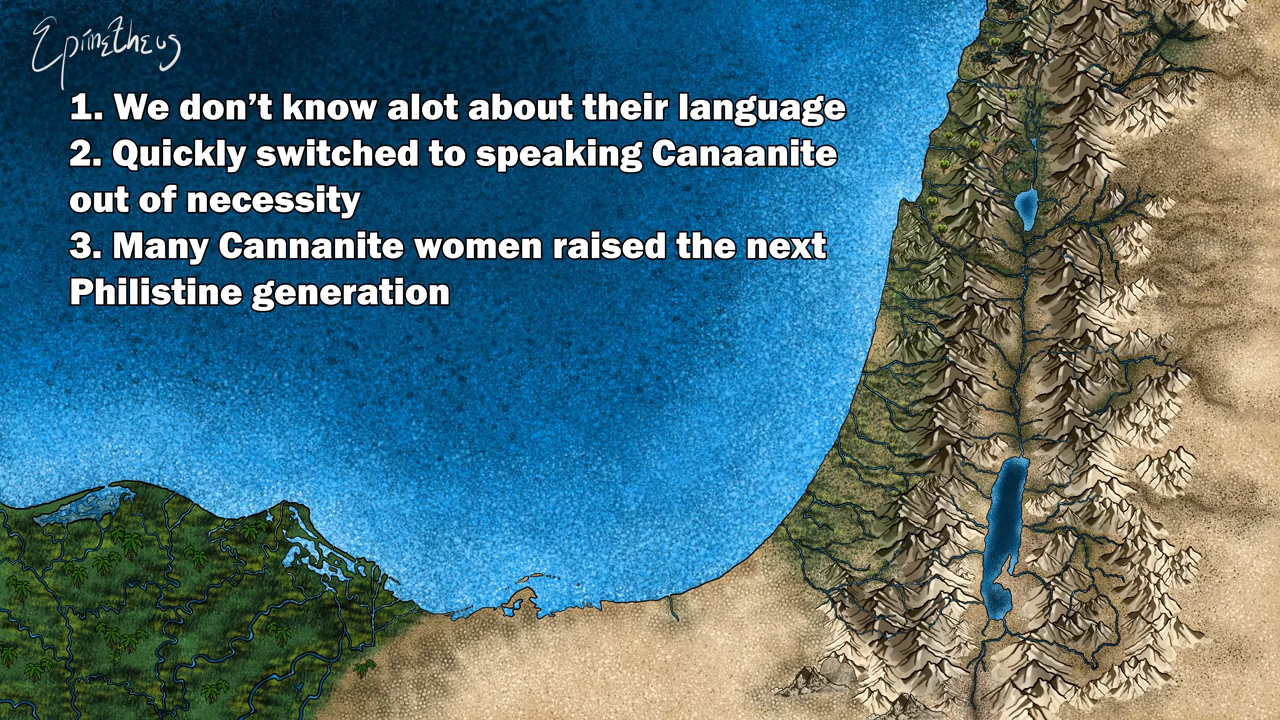 Epimetheus
1. We don't know alot about their language
2. Quickly switched to speaking Canaanite
out of necessity
3. Many Cannanite women raised the next
Philistine generation